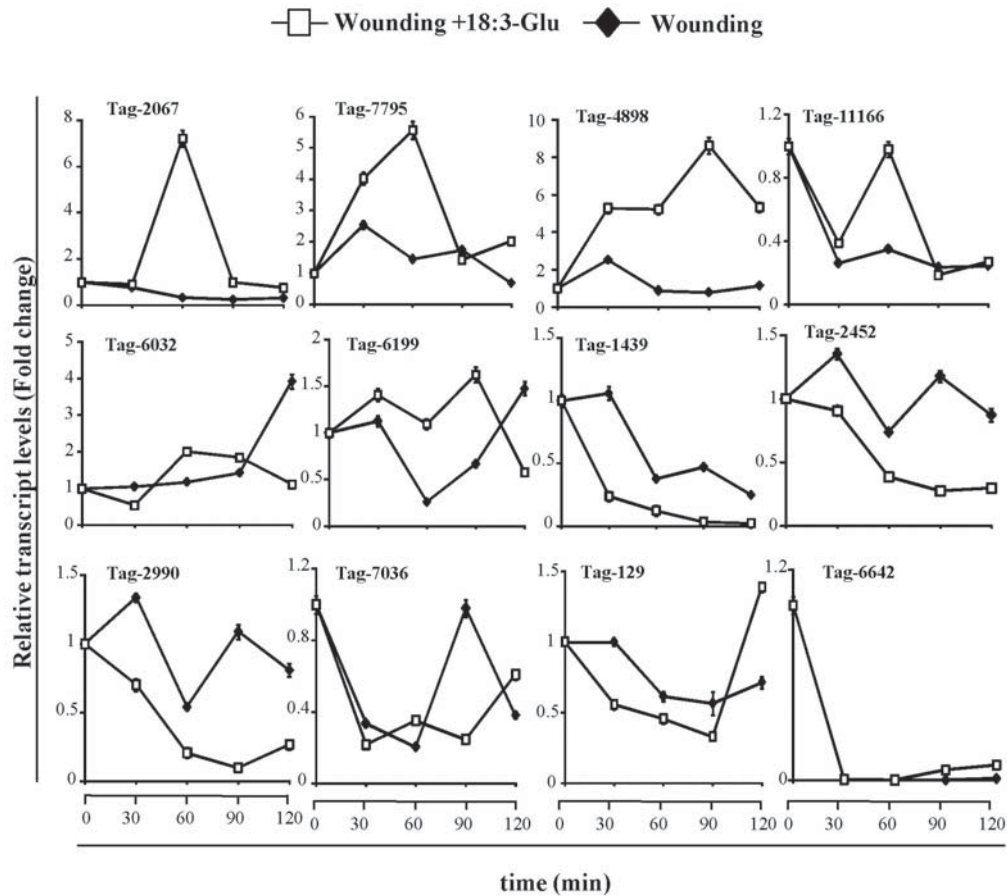 Wounding +18:3-Glu Wounding
Relative transcript levels (Fold change)
Tag-2067
8
6
4
2
0
Tag-7795
6
5
4
3
2
1
0
Tag-4898
10
8
6
4
2
0
Tag-11166
1.2
0.8
0.4
0
Tag-6032
5
4
3
2
1
0
Tag-6199
2
1.5
1
0.5
0
Tag-1439
1.5
1
0.5
0
Tag-2452
1.5
1
0.5
0
Tag-2990
1.5
1
0.5
0
Tag-7036
1.2
0.8
0.4
0
Tag-129
1.5
1
0.5
0
Tag-6642
1.2
0
0 30 60 90 120
0 30 60 90 120
0 30 60 90 120
0 30 60 90 120
time (min)